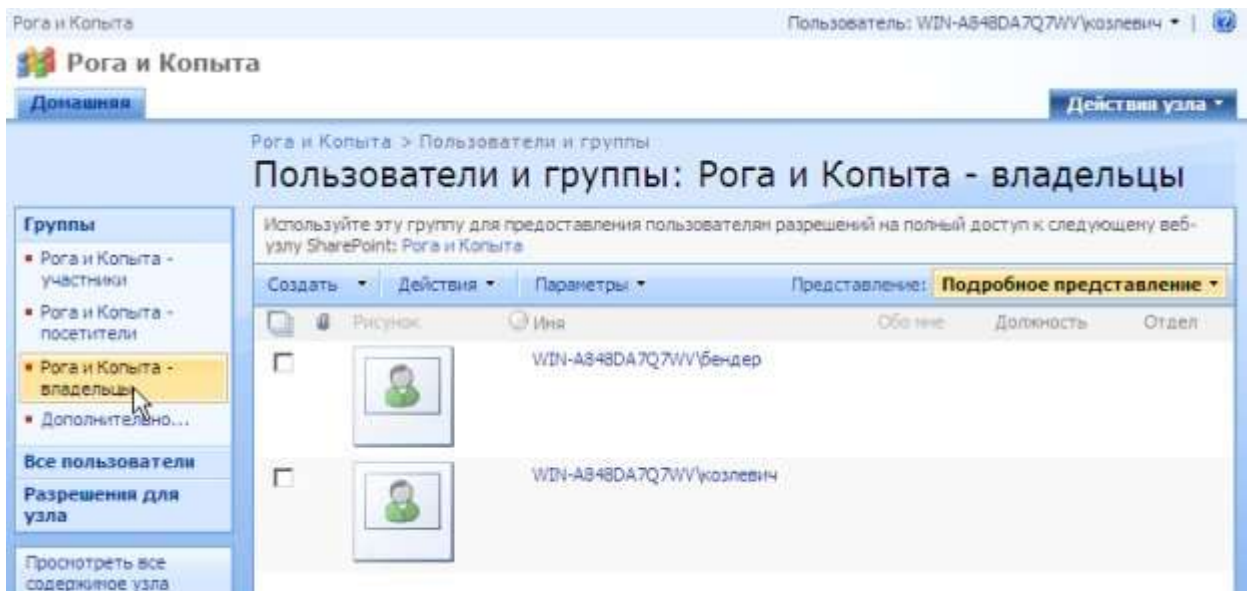 Рога и Копыта
Пользователь: WIN-A848DA7Q7WV\козлевич
Рога и Копыта
Домашняя
Действия узла
Рога и Копыта > Пользователи и группы
Пользователи и группы: Рога и Копыта - владельцы
Группы
Рога и Копыта -
участники
Рога и Копыта -
посетители
Рога и Копыта -
владельцы
Дополнительно...
Все пользователи
Разрешения для
узла
Просмотреть все
содержимое узла
Используйте эту группу для предоставления пользователям разрешений на полный доступ к следующему веб-
узлу SharePoint: Рога и Копыта
Создать Действия Параметры Представление: Подробное представление
Рисунок Имя Обо мне Должность Отдел
WIN-A848DA7Q7WV\бендер
WIN-A848DA7Q7WV\козлевич